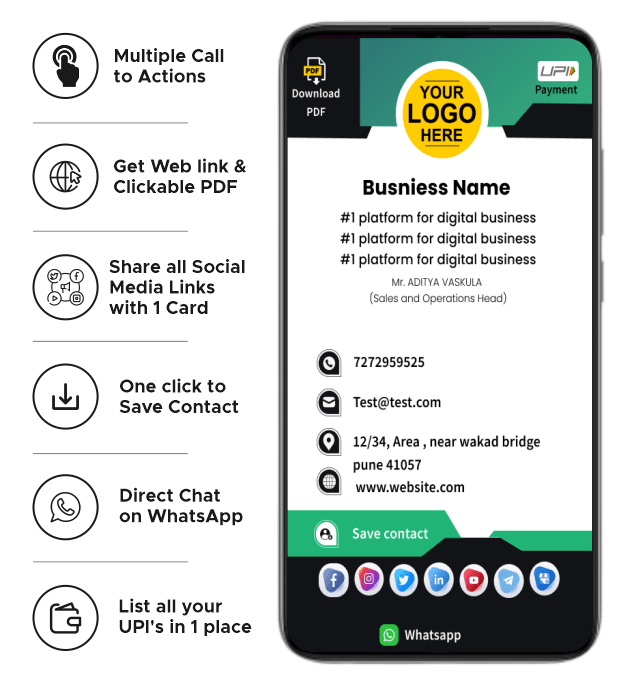 Multiple Call
to Actions
Get Web link &
Clickable PDF
Share all Social
Media Links
with 1 Card
One click to
Save Contact
Direct Chat
on WhatsApp
List all your
UPI's in 1 place
PDF
Download
PDF
UPI
Payment
YOUR
LOGO
HERE
Busniess Name
#1 platform for digital business
#1 platform for digital business
#1 platform for digital business
Mr. ADITYA VASKULA
(Sales and Operations Head)
7272959525
Test@test.com
12/34, Area , near wakad bridge
pune 41057
www.website.com
Save contact
Whatsapp